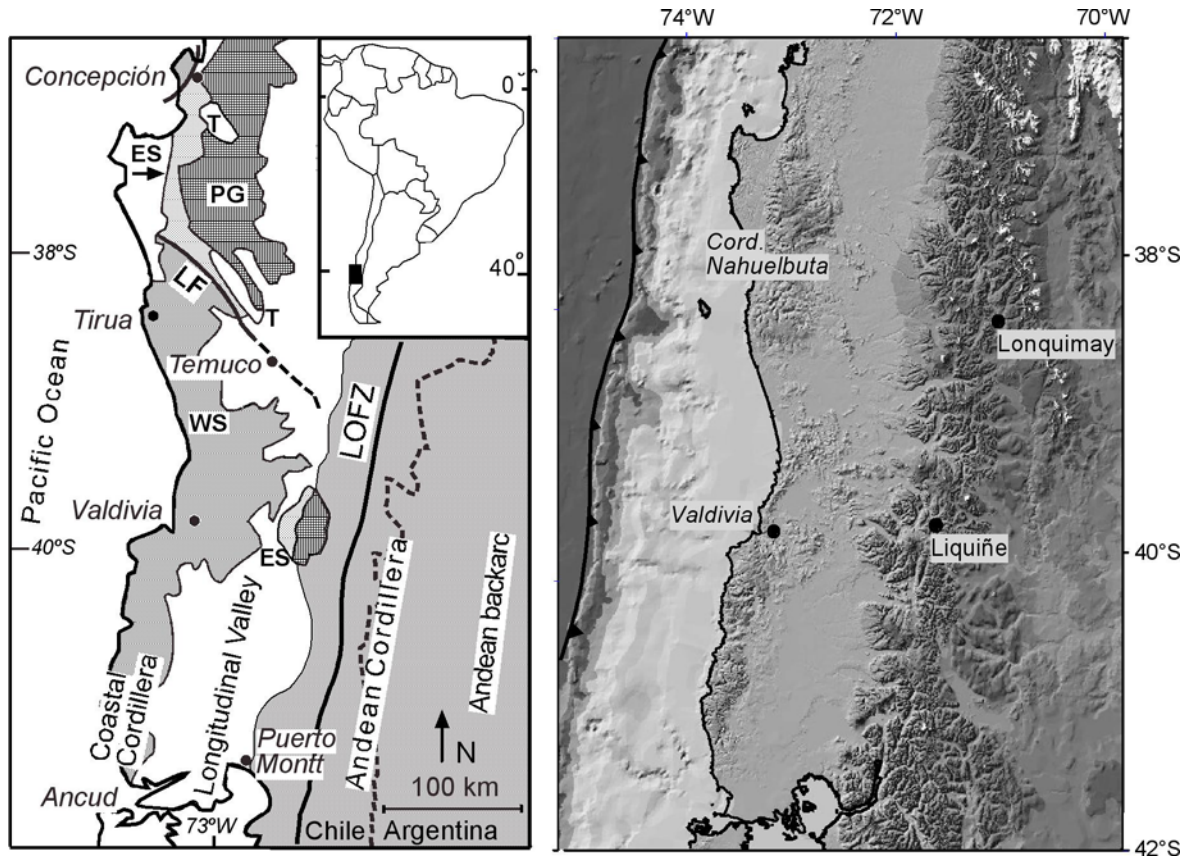 Concepción
T
ES
PG
38ºS
LF
Tirua
T
Temuco
Pacific Ocean
WS
LOFZ
Valdivia
40ºS
ES
Longitudinal Valley
Coastal
Cordillera
Andean Cordillera
Andean backarc
N
100 km
Puerto
Montt
Ancud
73ºW
Chile
Argentina
0º
40º
74ºW
72ºW
70ºW
Cord.
Nahuelbuta
38ºS
Lonquimay
Valdivia
Liquiñe
40ºS
42ºS